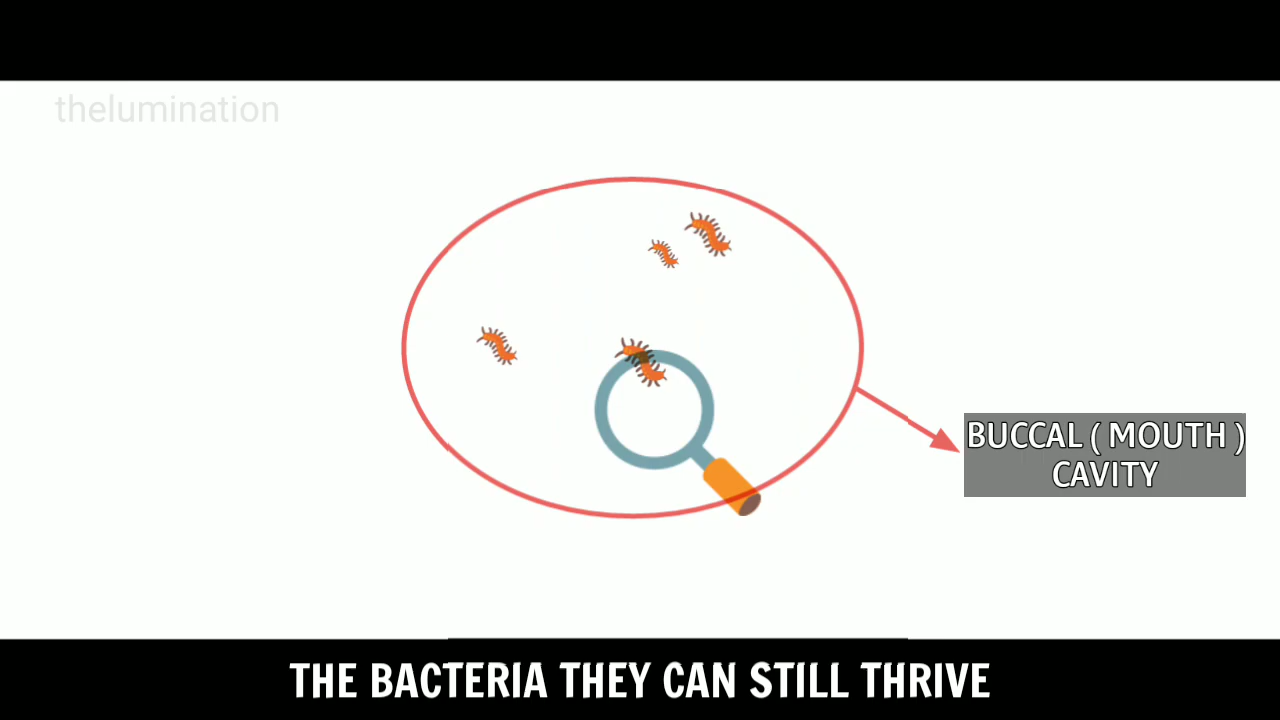 thelumination
BUCCAL ( MOUTH )
CAVITY
THE BACTERIA THEY CAN STILL THRIVE